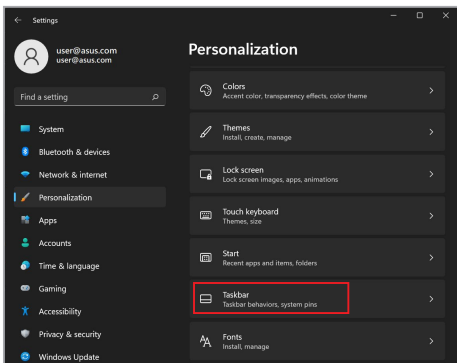 Settings
user@asus.com
user@asus.com
Find a setting
System
Bluetooth & devices
Network & internet
Personalization
Apps
Accounts
Time & language
Gaming
Accessibility
Privacy & security
Windows Update
Personalization
Colors
Accent color, transparency effects, color theme
Themes
Install, create, manage
Lock screen
Lock screen images, apps, animations
Touch keyboard
Themes, size
Start
Recent apps and items, folders
Taskbar
Taskbar behaviors, system pins
Fonts
Install, manage